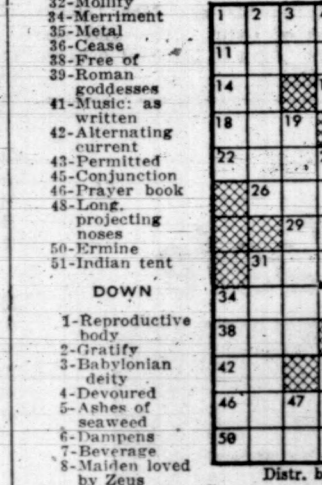 32-Mollify
34-Merriment
35-Metal
36-Cease
38-Free of
39-Roman
goddesses
41-Music: as
written
42-Alternating
current
43-Permitted
45-Conjunction
46-Prayer book
48-Long,
projecting
noses
50-Ermine
51-Indian tent
DOWN
1-Reproductive
body
2-Gratify
3-Babylonian
deity
4-Devoured
5-Ashes of
seaweed
6-Dampens
7-Beverage
8-Maiden loved
by Zeus
1 2 3
11
14
18 19
22
26
29
31
34
38
42
46 47
50
Distr. b